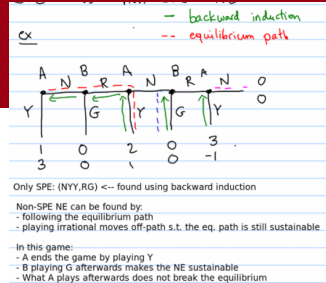 — backward induction
ex -- equilibrium path
A B A B A
N R N R N 0
0
Y G Y G Y
1 0 2 0 3
3 0 1 0 -1
Only SPE: (NYY,RG) <-- found using backward induction
Non-SPE NE can be found by:
- following the equilibrium path
- playing irrational moves off-path s.t. the eq. path is still sustainable
In this game:
- A ends the game by playing Y
- B playing G afterwards makes the NE sustainable
- What A plays afterwards does not break the equilibrium